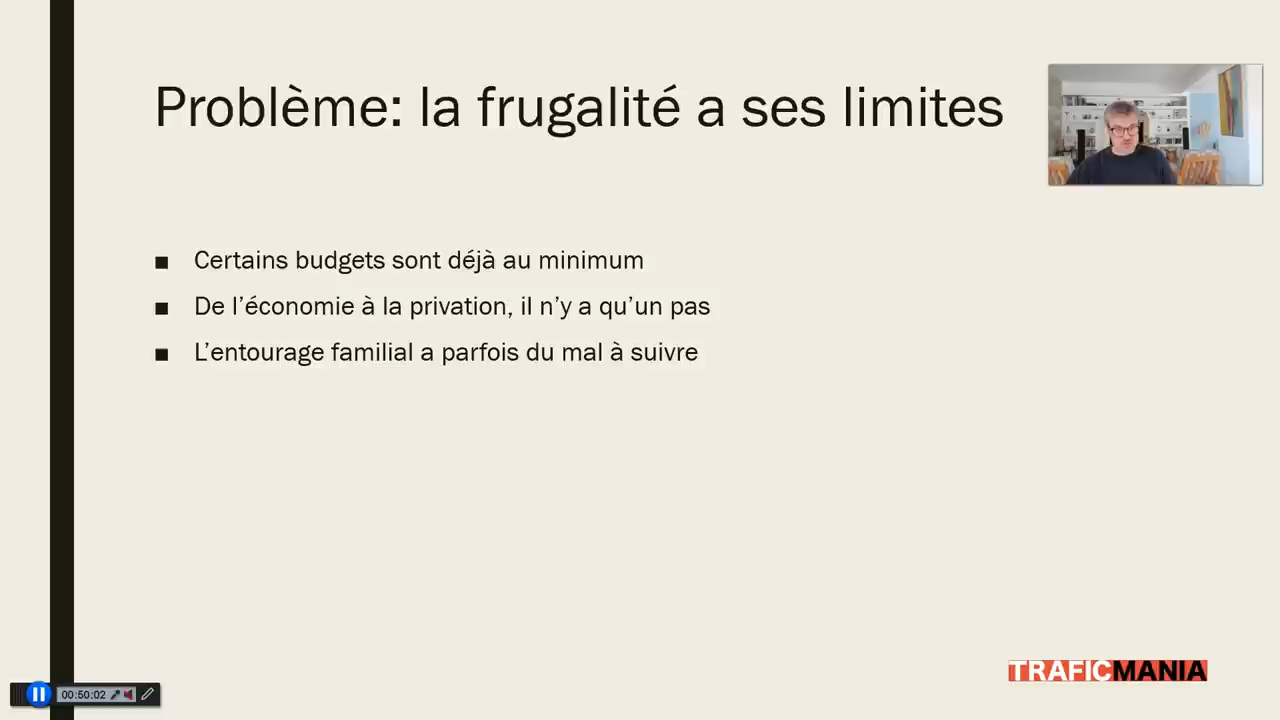 Problème: la frugalité a ses limites
■ Certains budgets sont déjà au minimum
■ De l’économie à la privation, il n’y a qu’un pas
■ L’entourage familial a parfois du mal à suivre
00:50:02
TRAFICMANIA